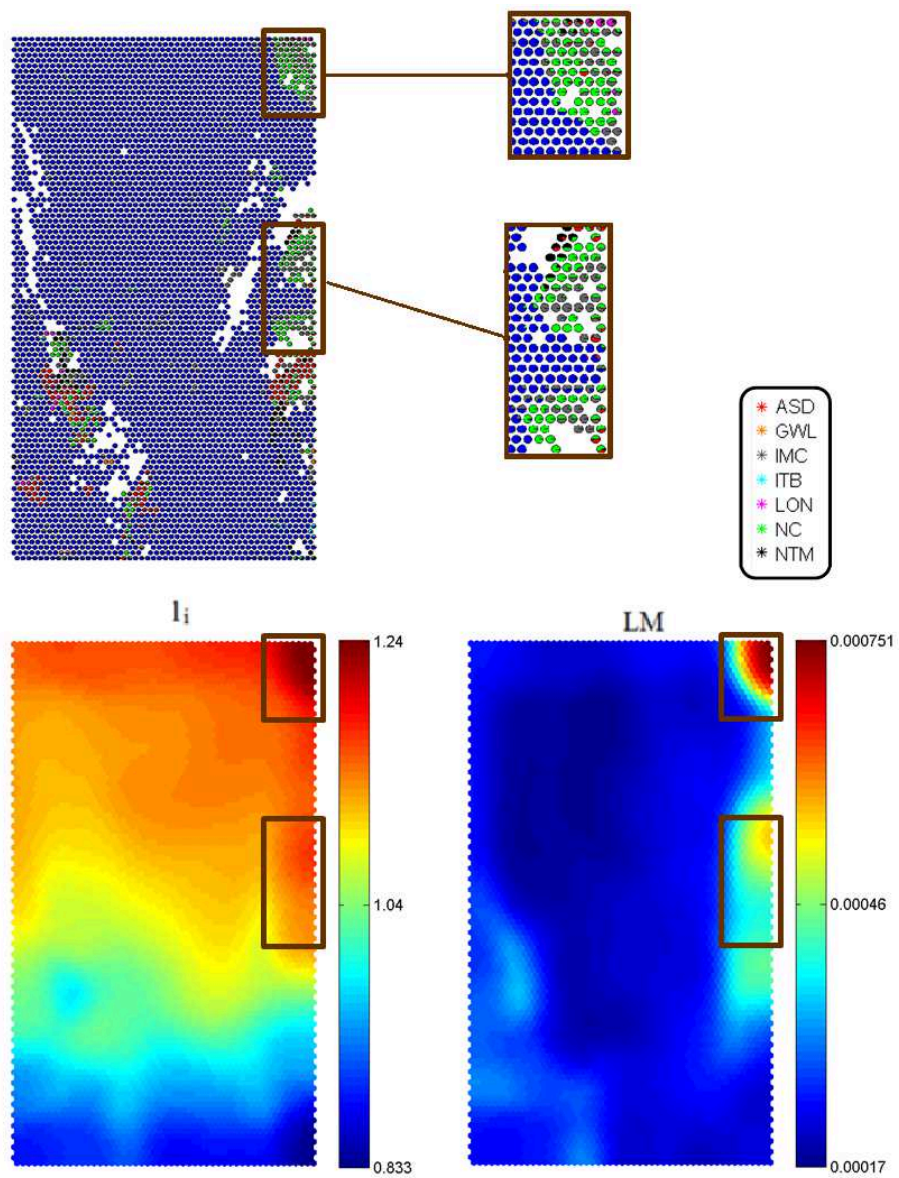 ASD
GWL
IMC
ITB
LON
NC
NTM
l i
LM
1.24
1.04
0.833
0.000751
0.00046
0.00017